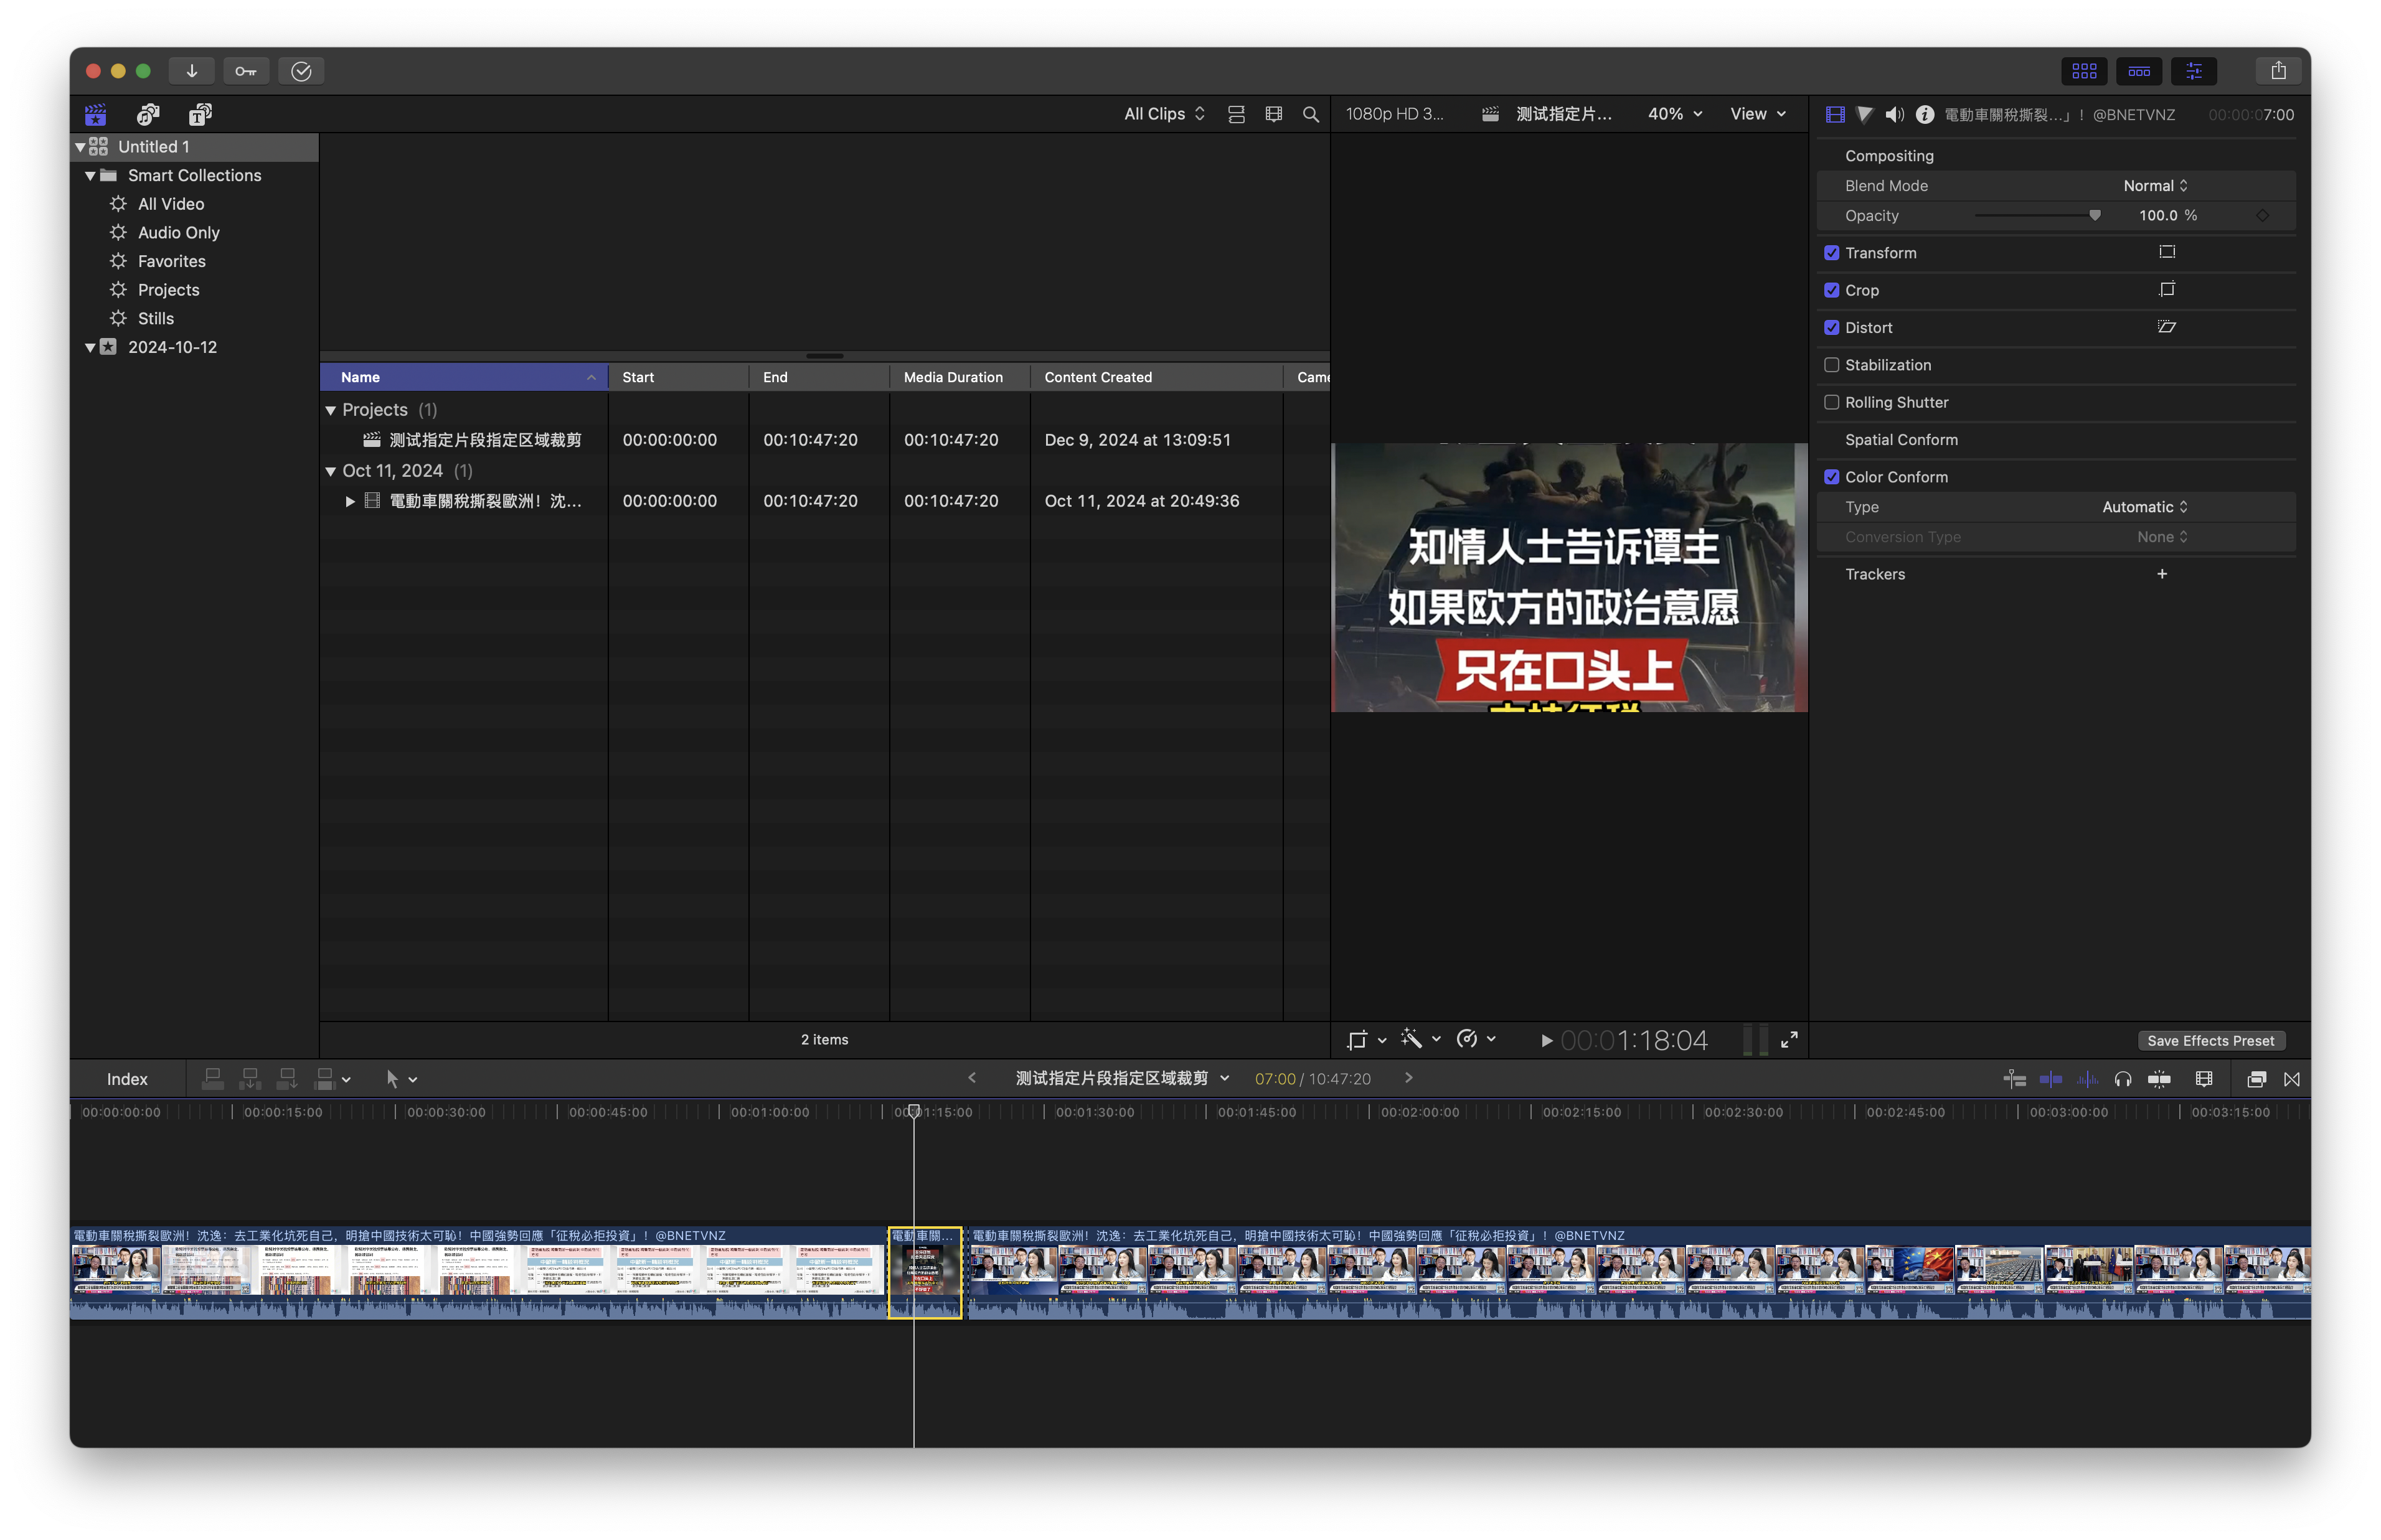 All Clips
1080p HD 3...
测试指定片...
40%
View
電動車關稅撕裂...」！@BNETVNZ
00:00:07:00
Untitled 1
Smart Collections
All Video
Audio Only
Favorites
Projects
Stills
2024-10-12
Name
Start
End
Media Duration
Content Created
Came
Projects (1)
测试指定片段指定区域裁剪
00:00:00:00
00:10:47:20
00:10:47:20
Dec 9, 2024 at 13:09:51
Oct 11, 2024 (1)
電動車關稅撕裂歐洲！沈...
00:00:00:00
00:10:47:20
00:10:47:20
Oct 11, 2024 at 20:49:36
2 items
知情人士告诉谭主
如果欧方的政治意愿
只在口头上
00:01:18:04
Compositing
Blend Mode
Normal
Opacity
100.0 %
Transform
Crop
Distort
Stabilization
Rolling Shutter
Spatial Conform
Color Conform
Type
Automatic
Conversion Type
None
Trackers
Save Effects Preset
Index
测试指定片段指定区域裁剪
07:00 / 10:47:20
00:00:00:00
00:00:15:00
00:00:30:00
00:00:45:00
00:01:00:00
00:01:15:00
00:01:30:00
00:01:45:00
00:02:00:00
00:02:15:00
00:02:30:00
00:02:45:00
00:03:00:00
00:03:15:00
電動車關稅撕裂歐洲！沈逸：去工業化坑死自己，明搶中國技術太可恥！中國強勢回應「征稅必拒投資」！@BNETVNZ
電動車關...
電動車關稅撕裂歐洲！沈逸：去工業化坑死自己，明搶中國技術太可恥！中國強勢回應「征稅必拒投資」！@BNETVNZ